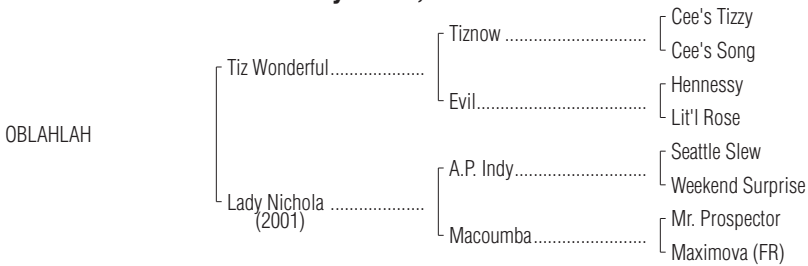 Cee's Tizzy
Tiznow
Cee's Song
Tiz Wonderful
Hennessy
Evil
Lit'l Rose
OBLAHLAH
Seattle Slew
A.P. Indy
Weekend Surprise
Lady Nichola
(2001)
Mr. Prospector
Macoumba
Maximova (FR)